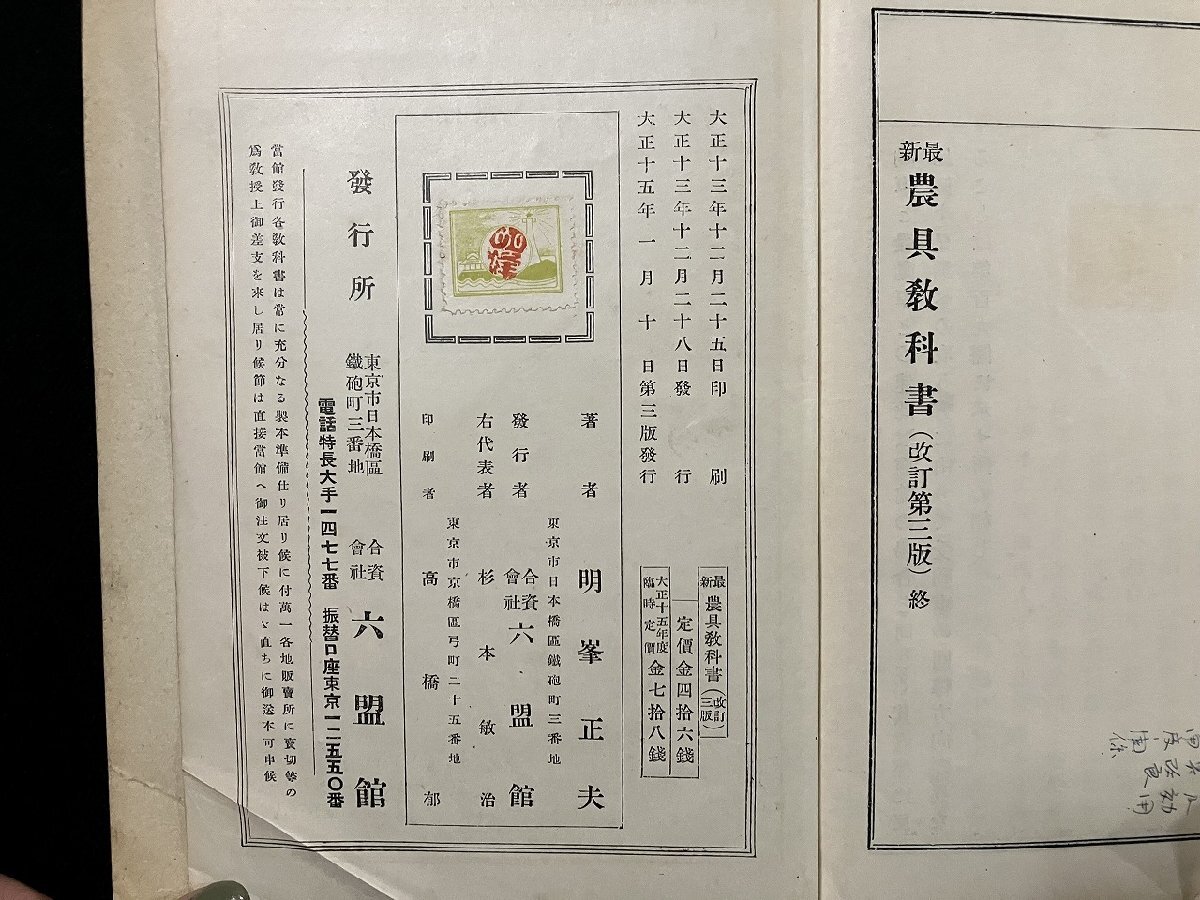 最新 農具教科書 (改訂第三版) 終
大正十三年十二月二十五日印刷
大正十三年十二月二十八日發行
大正十五年一月十日第三版發行
最新 農具教科書 (改訂三版)
定價金四拾六錢
大正十五年度臨時定價 金七拾八錢
著者 明峯正夫
東京市日本橋區鐵砲町三番地
發行者 合資會社 六盟館
右代表者 杉本敏治
東京市京橋區弓町二十五番地
印刷者 高橋郁
發行所 東京市日本橋區鐵砲町三番地 合資會社 六盟館
電話特長大手一四七七番 振替口座東京一二五五〇番
當館發行各教科書は常に充分なる製本準備仕リ居リ候に付萬一各地販賣所に賣切等の
爲教授上御差支を來し居リ候節は直接當館へ御注文被下候はゞ直ちに御送本可申候